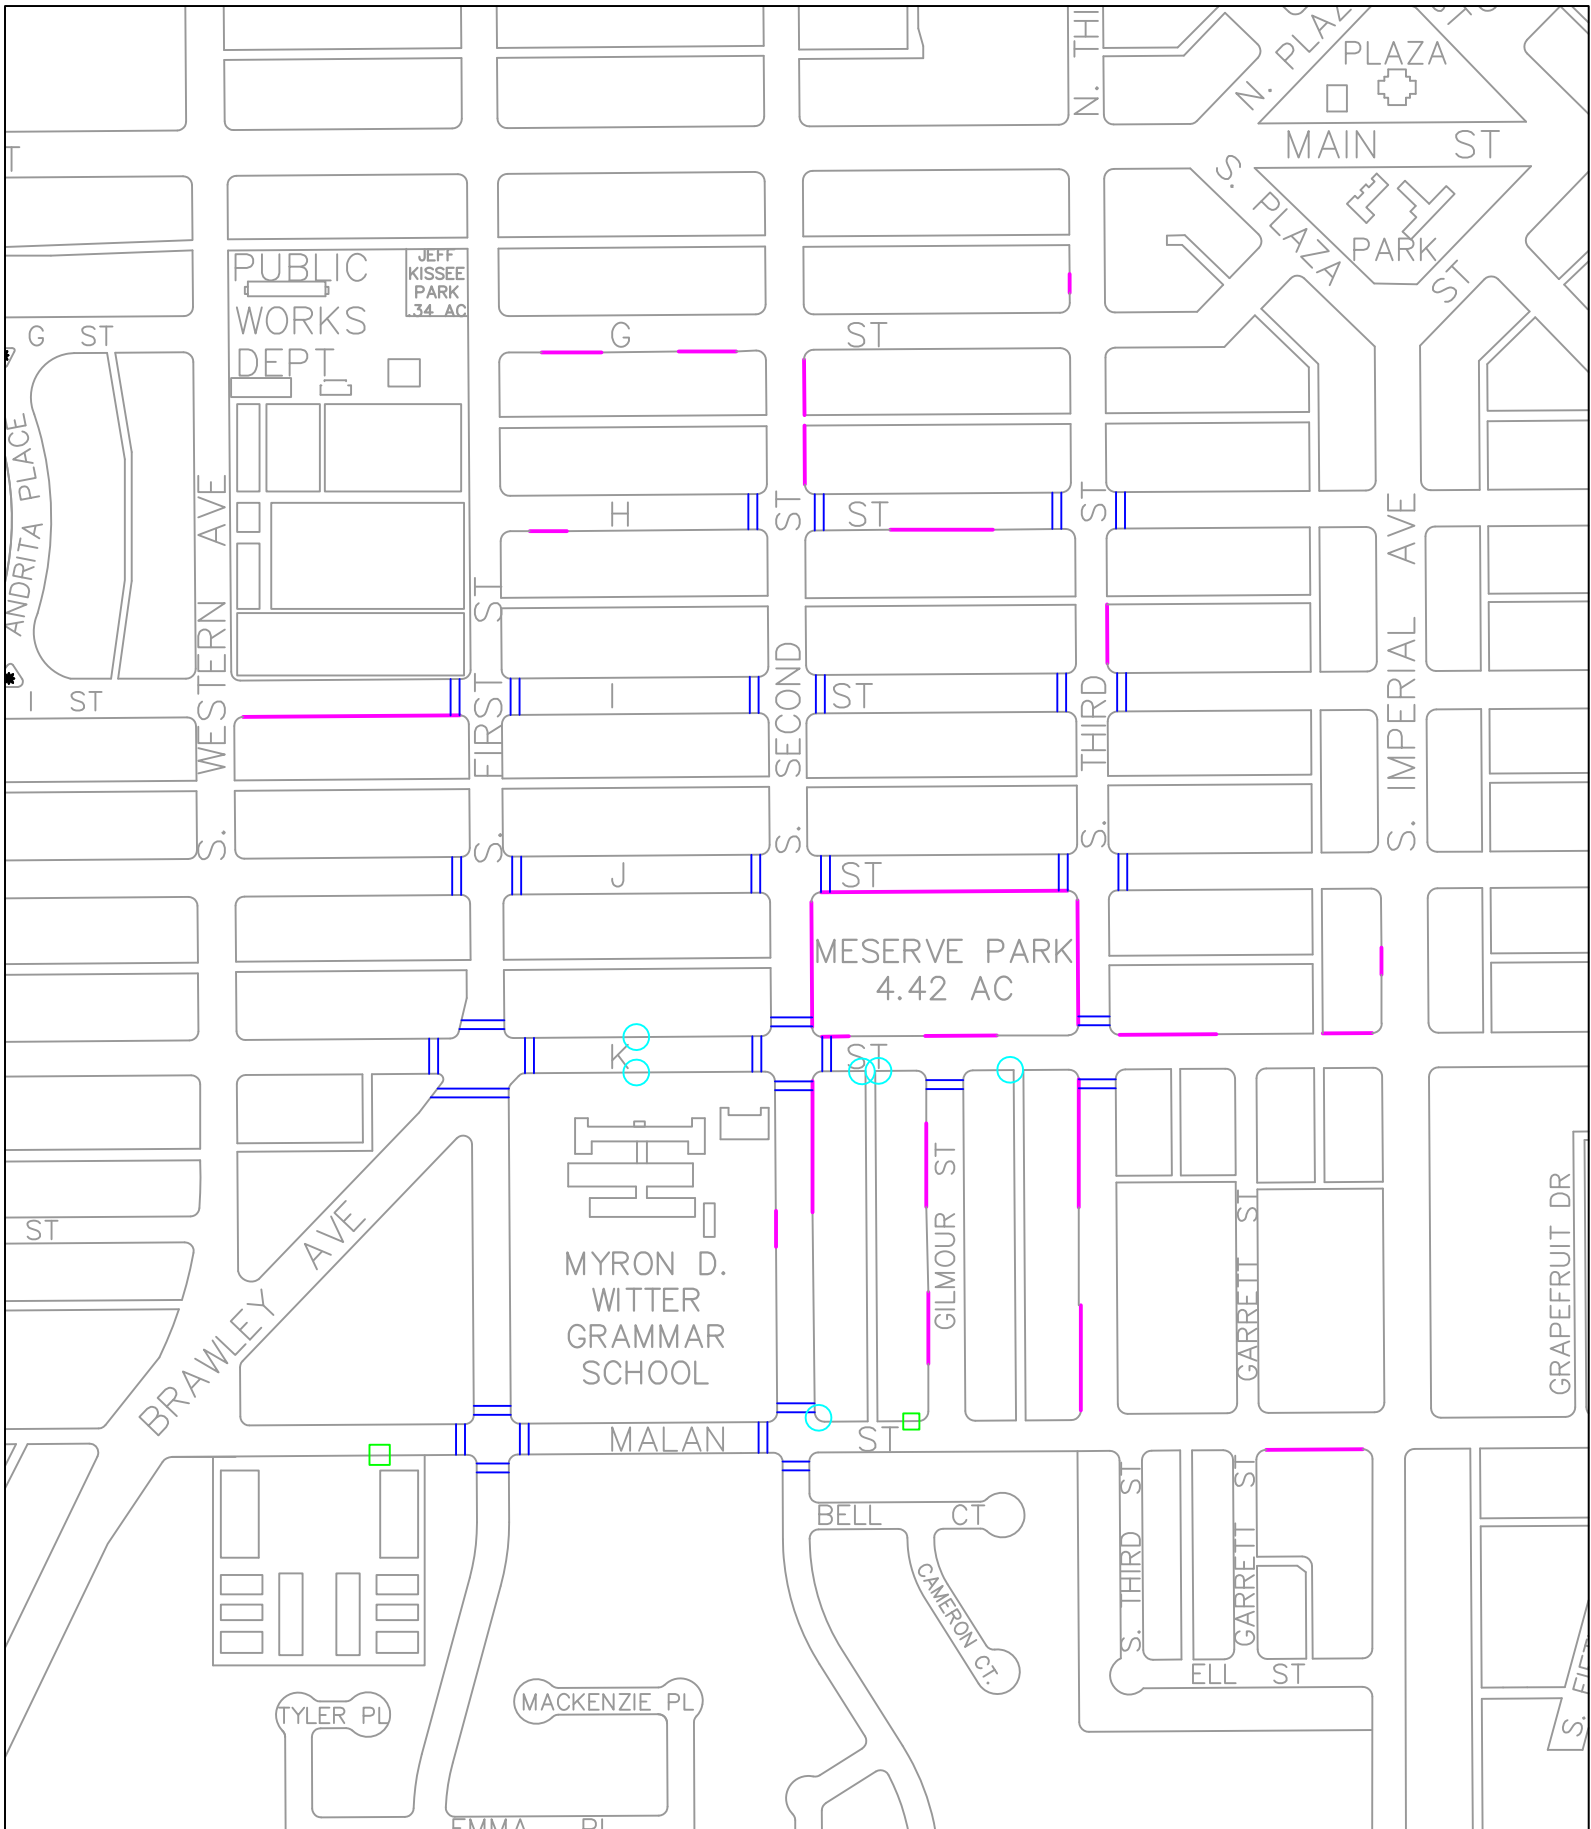 N. THI
N. PLAZA
ST
PLAZA
MAIN ST
S. PLAZA
PARK
ST
T
PUBLIC
WORKS
DEPT
JEFF
KISSEE
PARK
.34 AC
G ST
G ST
ANDRITA PLACE
S. WESTERN AVE
H ST
S. FIRST ST
S. SECOND ST
S. THIRD ST
S. IMPERIAL AVE
I ST
I ST
J ST
MESERVE PARK
4.42 AC
K ST
ST
BRAWLEY AVE
MYRON D.
WITTER
GRAMMAR
SCHOOL
GILMOUR ST
GARRETT ST
GRAPEFRUIT DR
MALAN ST
BELL CT
CAMERON CT.
S. THIRD ST
GARRETT ST
ELL ST
TYLER PL
MACKENZIE PL
EMMA PL